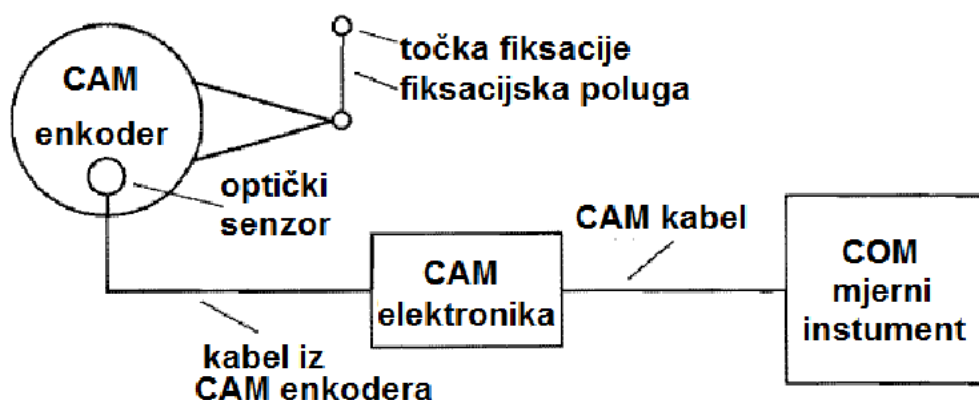 CAM
enkoder
točka fiksacije
fiksacijska poluga
optički
senzor
CAM kabel
CAM
elektronika
COM
mjerni
instument
kabel iz
CAM enkodera